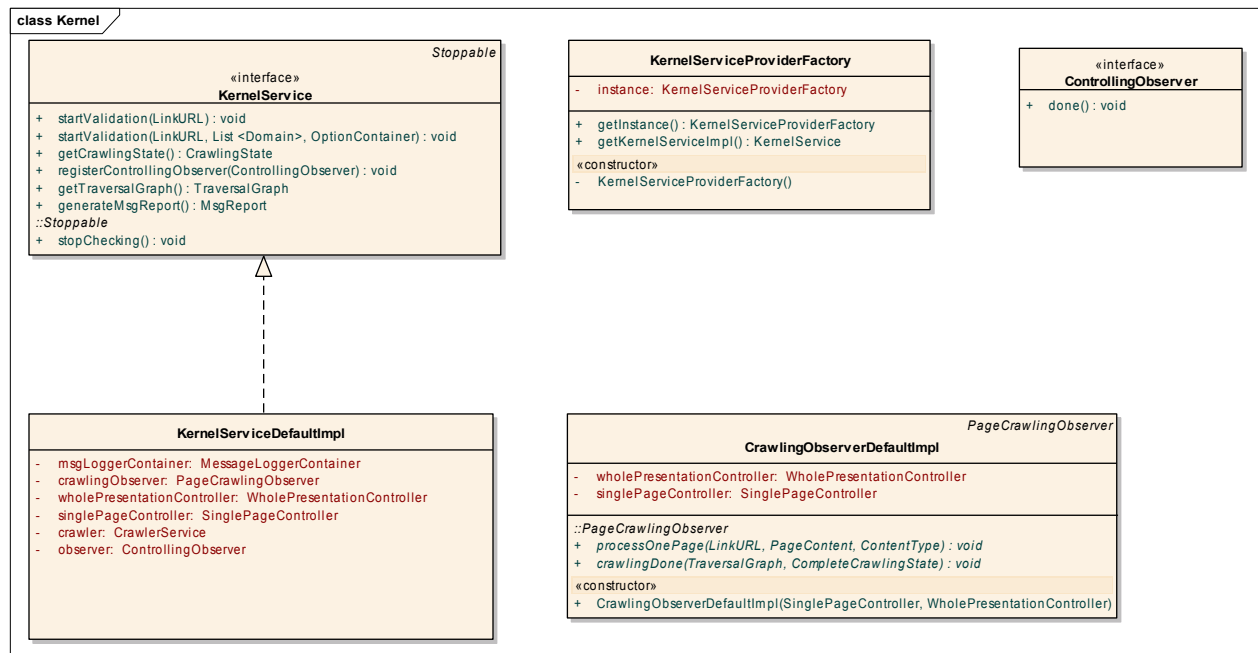 class Kernel
Stoppable
«interface»
KernelService
+ startValidation(LinkURL) : void
+ startValidation(LinkURL, List <Domain>, OptionContainer) : void
+ getCrawlingState() : CrawlingState
+ registerControllingObserver(ControllingObserver) : void
+ getTraversalGraph() : TraversalGraph
+ generateMsgReport() : MsgReport
::Stoppable
+ stopChecking() : void
KernelServiceProviderFactory
- instance: KernelServiceProviderFactory
+ getInstance() : KernelServiceProviderFactory
+ getKernelServiceImpl() : KernelService
«constructor»
- KernelServiceProviderFactory()
«interface»
ControllingObserver
+ done() : void
KernelServiceDefaultImpl
- msgLoggerContainer: MessageLoggerContainer
- crawlingObserver: PageCrawlingObserver
- wholePresentationController: WholePresentationController
- singlePageController: SinglePageController
- crawler: CrawlerService
- observer: ControllingObserver
PageCrawlingObserver
CrawlingObserverDefaultImpl
- wholePresentationController: WholePresentationController
- singlePageController: SinglePageController
::PageCrawlingObserver
+ processOnePage(LinkURL, PageContent, ContentType) : void
+ crawlingDone(TraversalGraph, CompleteCrawlingState) : void
«constructor»
+ CrawlingObserverDefaultImpl(SinglePageController, WholePresentationController)